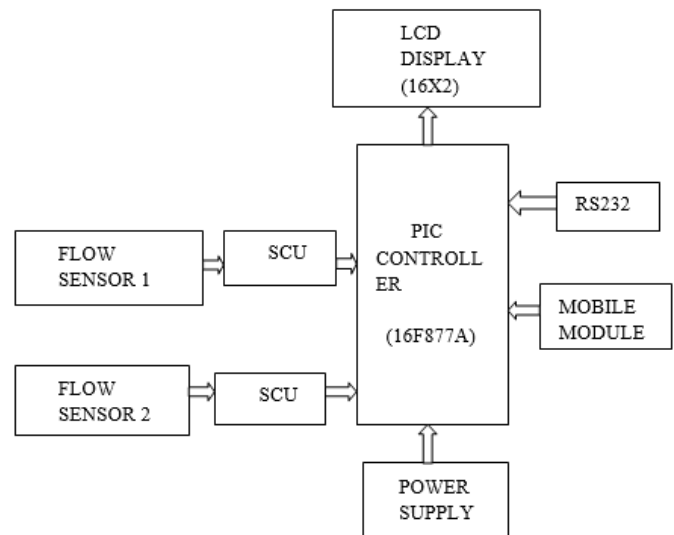 LCD
DISPLAY
(16X2)
PIC
CONTROLL
ER
(16F877A)
RS232
MOBILE
MODULE
FLOW
SENSOR 1
SCU
FLOW
SENSOR 2
SCU
POWER
SUPPLY